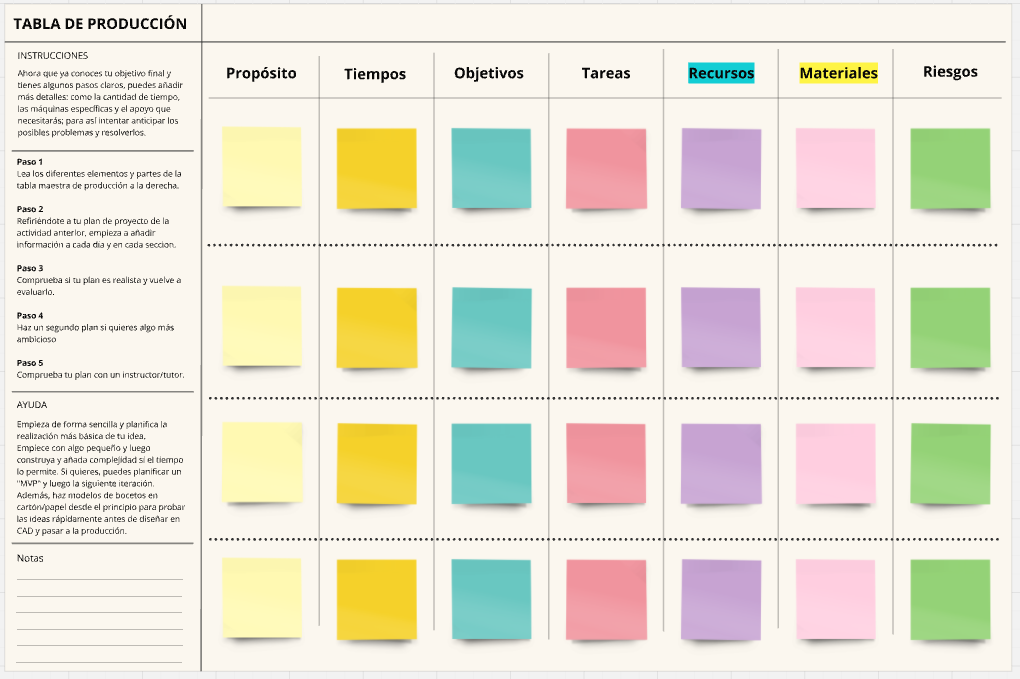 TABLA DE PRODUCCIÓN
INSTRUCCIONES
Ahora que ya conoces tu objetivo final y
tienes algunos pasos claros, puedes añadir
más detalles: como la cantidad de tiempo,
las máquinas específicas y el apoyo que
necesitarás; para así intentar anticipar los
posibles problemas y resolverlos.
Paso 1
Lea los diferentes elementos y partes de la
tabla maestra de producción a la derecha.
Paso 2
Refiriéndote a tu plan de proyecto de la
actividad anterior, empieza a añadir
información a cada día y en cada seccion.
Paso 3
Comprueba si tu plan es realista y vuelve a
evaluarlo.
Paso 4
Haz un segundo plan si quieres algo más
ambicioso
Paso 5
Comprueba tu plan con un instructor/tutor.
AYUDA
Empieza de forma sencilla y planifica la
realización más básica de tu idea.
Empiece con algo pequeño y luego
construya y añada complejidad si el tiempo
lo permite. Si quieres, puedes planificar un
"MVP" y luego la siguiente iteración.
Además, haz modelos de bocetos en
cartón/papel desde el principio para probar
las ideas rápidamente antes de diseñar en
CAD y pasar a la producción.
Notas
Propósito
Tiempos
Objetivos
Tareas
Recursos
Materiales
Riesgos